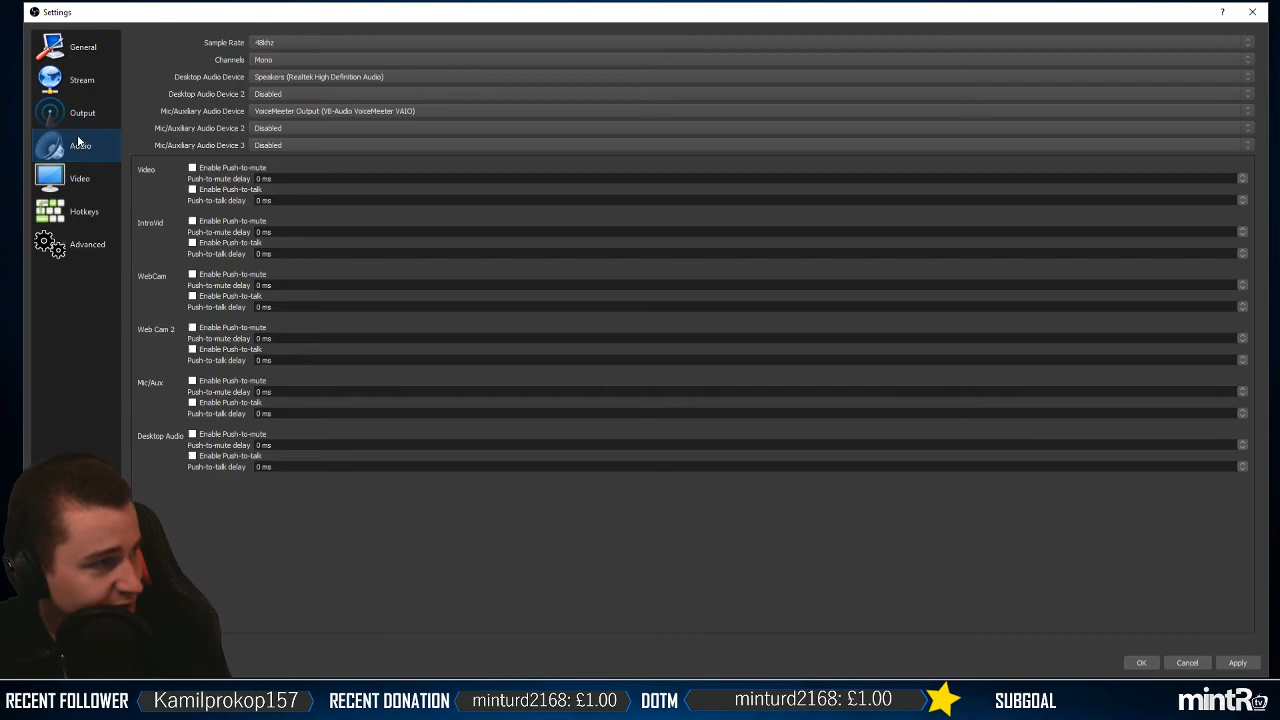 Settings
?
General
Stream
Output
Audio
Video
Hotkeys
Advanced
Sample Rate 48khz
Channels Mono
Desktop Audio Device Speakers (Realtek High Definition Audio)
Desktop Audio Device 2 Disabled
Mic/Auxiliary Audio Device VoiceMeeter Output (VB-Audio VoiceMeeter VAIO)
Mic/Auxiliary Audio Device 2 Disabled
Mic/Auxiliary Audio Device 3 Disabled
Video Enable Push-to-mute
Push-to-mute delay 0 ms
Enable Push-to-talk
Push-to-talk delay 0 ms
IntroVid Enable Push-to-mute
Push-to-mute delay 0 ms
Enable Push-to-talk
Push-to-talk delay 0 ms
WebCam Enable Push-to-mute
Push-to-mute delay 0 ms
Enable Push-to-talk
Push-to-talk delay 0 ms
Web Cam 2 Enable Push-to-mute
Push-to-mute delay 0 ms
Enable Push-to-talk
Push-to-talk delay 0 ms
Mic/Aux Enable Push-to-mute
Push-to-mute delay 0 ms
Enable Push-to-talk
Push-to-talk delay 0 ms
Desktop Audio Enable Push-to-mute
Push-to-mute delay 0 ms
Enable Push-to-talk
Push-to-talk delay 0 ms
OK Cancel Apply
RECENT FOLLOWER Kamilprokop157 RECENT DONATION minturd2168: £1.00 DOTM minturd2168: £1.00 SUBGOAL mintR tv